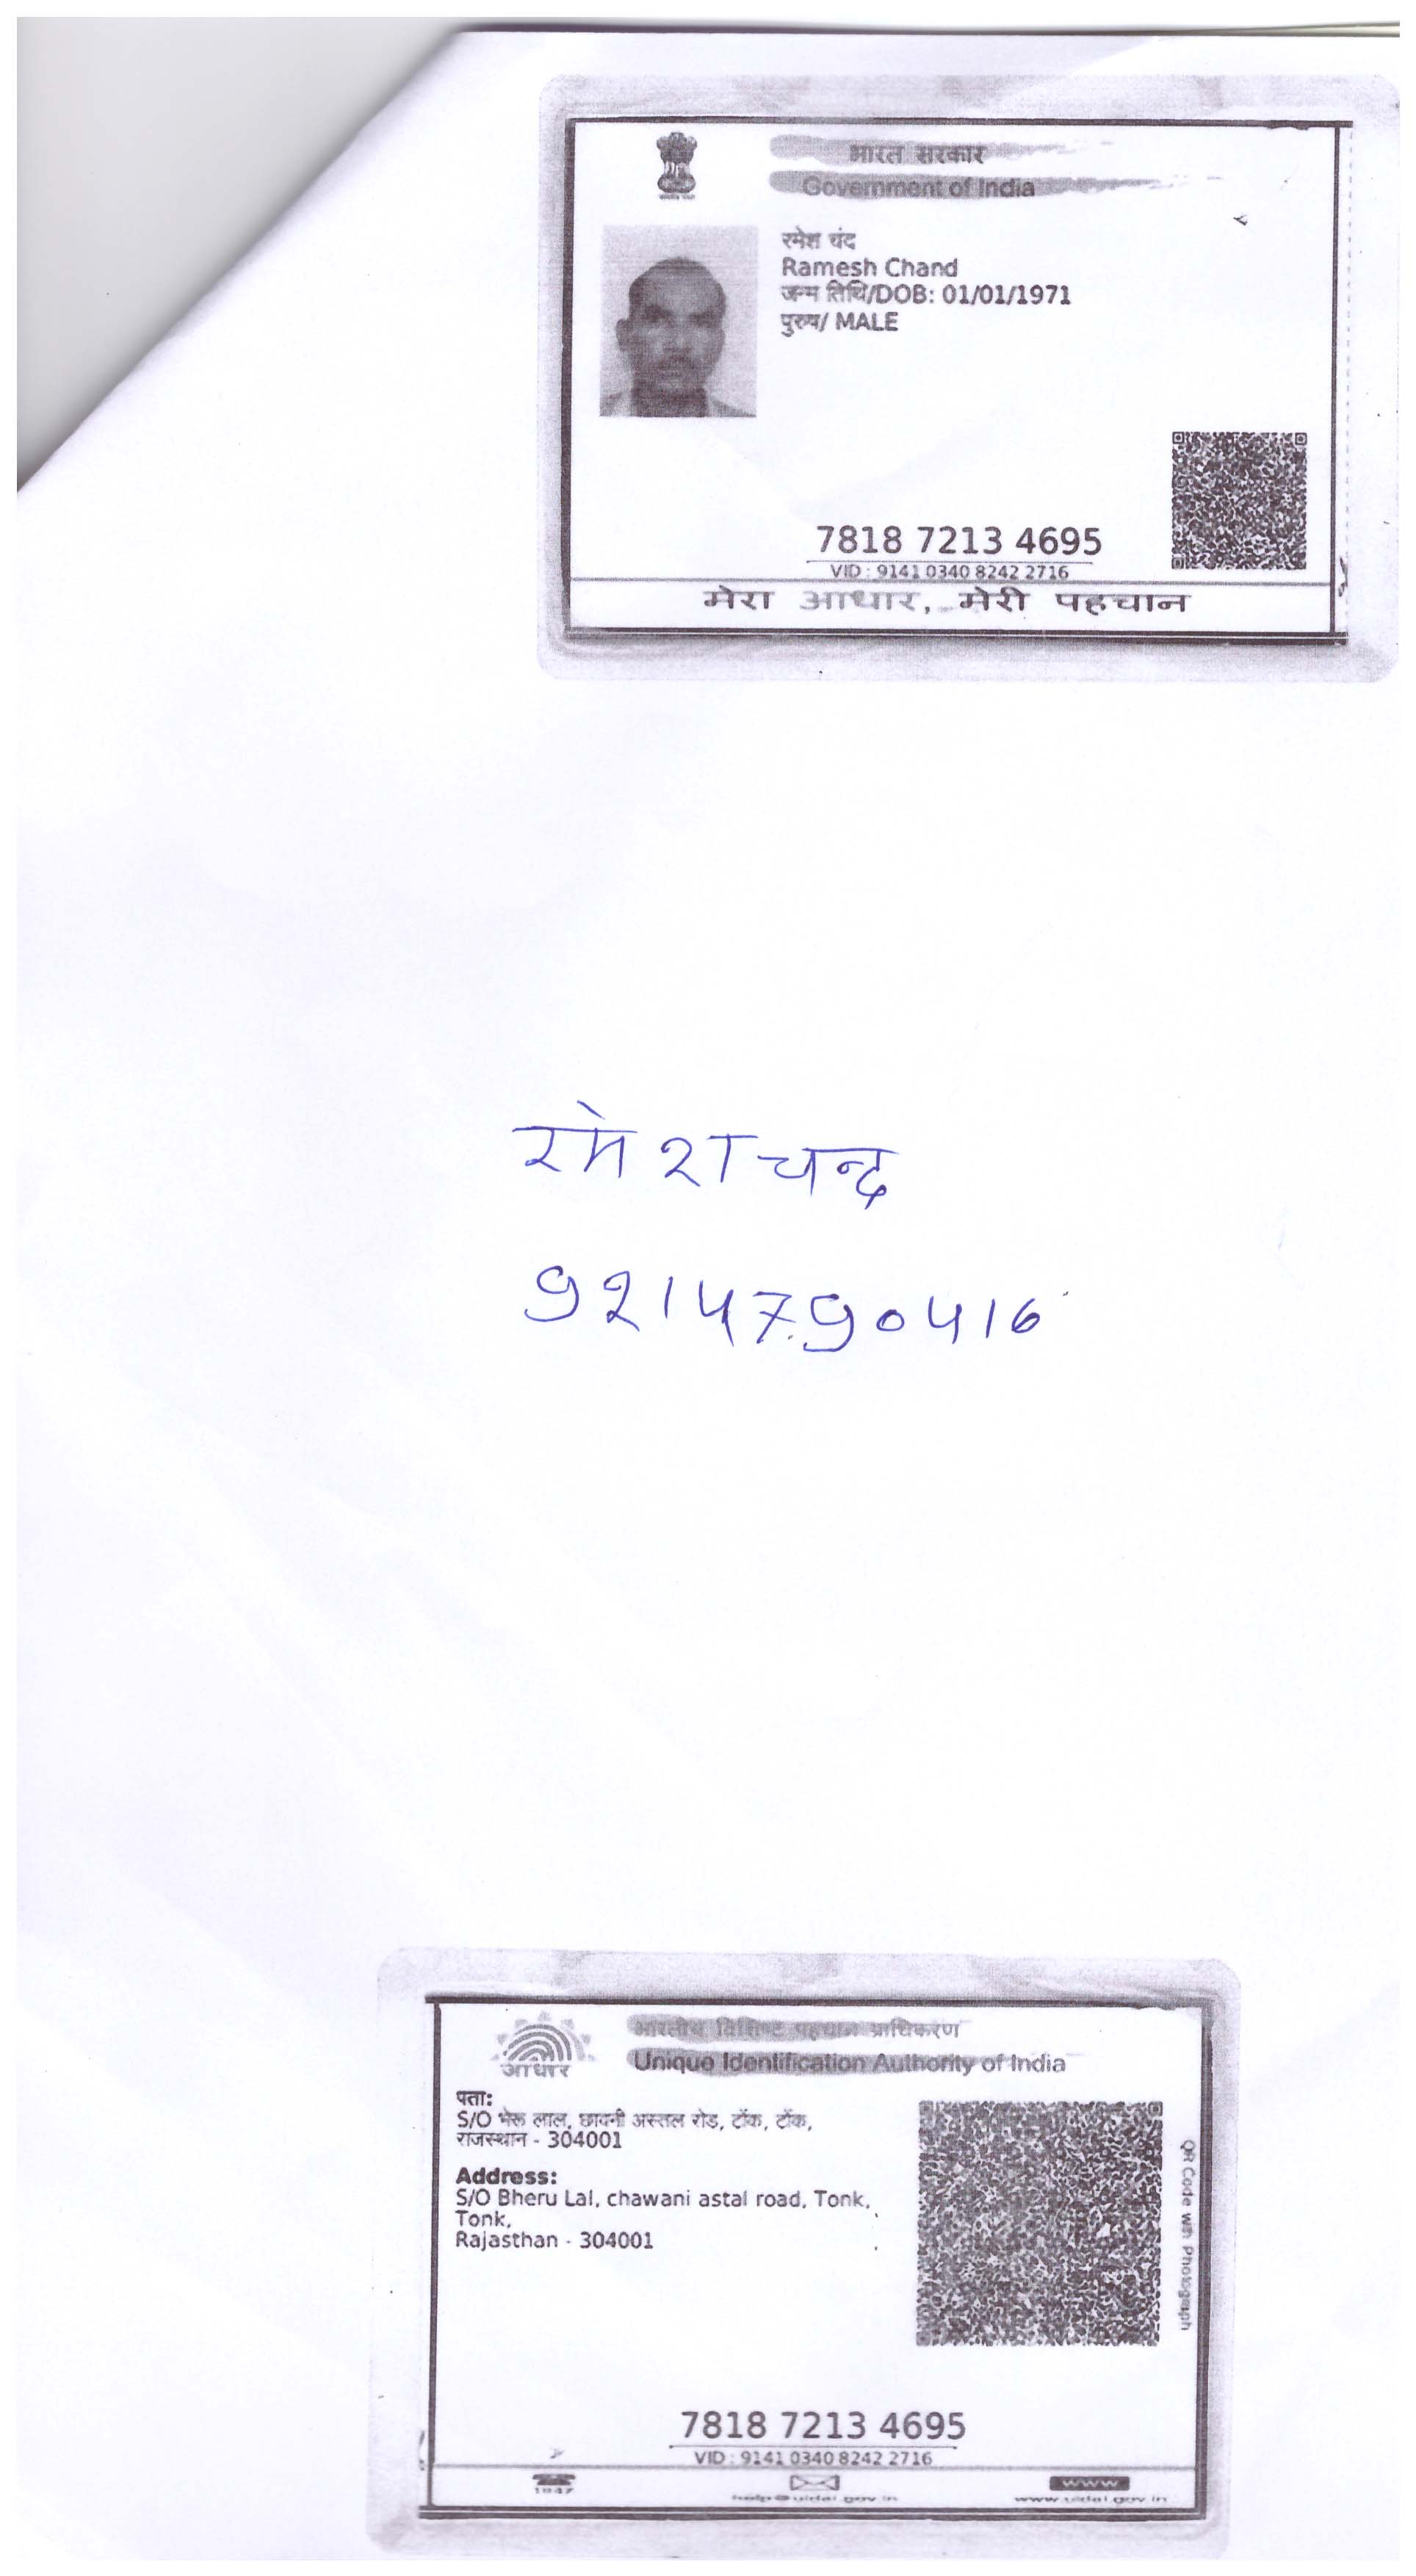 भारत सरकार
Government of India
रमेश चंद
Ramesh Chand
जन्म तिथि/DOB: 01/01/1971
पुरुष/ MALE
7818 7213 4695
VID : 9141 0340 8242 2716
मेरा आधार, मेरी पहचान
रमेशचन्द
9214790416
भारतीय विशिष्ट पहचान प्राधिकरण
Unique Identification Authority of India
आधार
पता:
S/O भेरू लाल, छावनी अस्तल रोड, टोंक, टोंक,
राजस्थान - 304001
Address:
S/O Bheru Lal, chawani astal road, Tonk,
Tonk,
Rajasthan - 304001
QR Code with Photograph
7818 7213 4695
VID : 9141 0340 8242 2716
1947
help@uidai.gov.in
www
www.uidai.gov.in